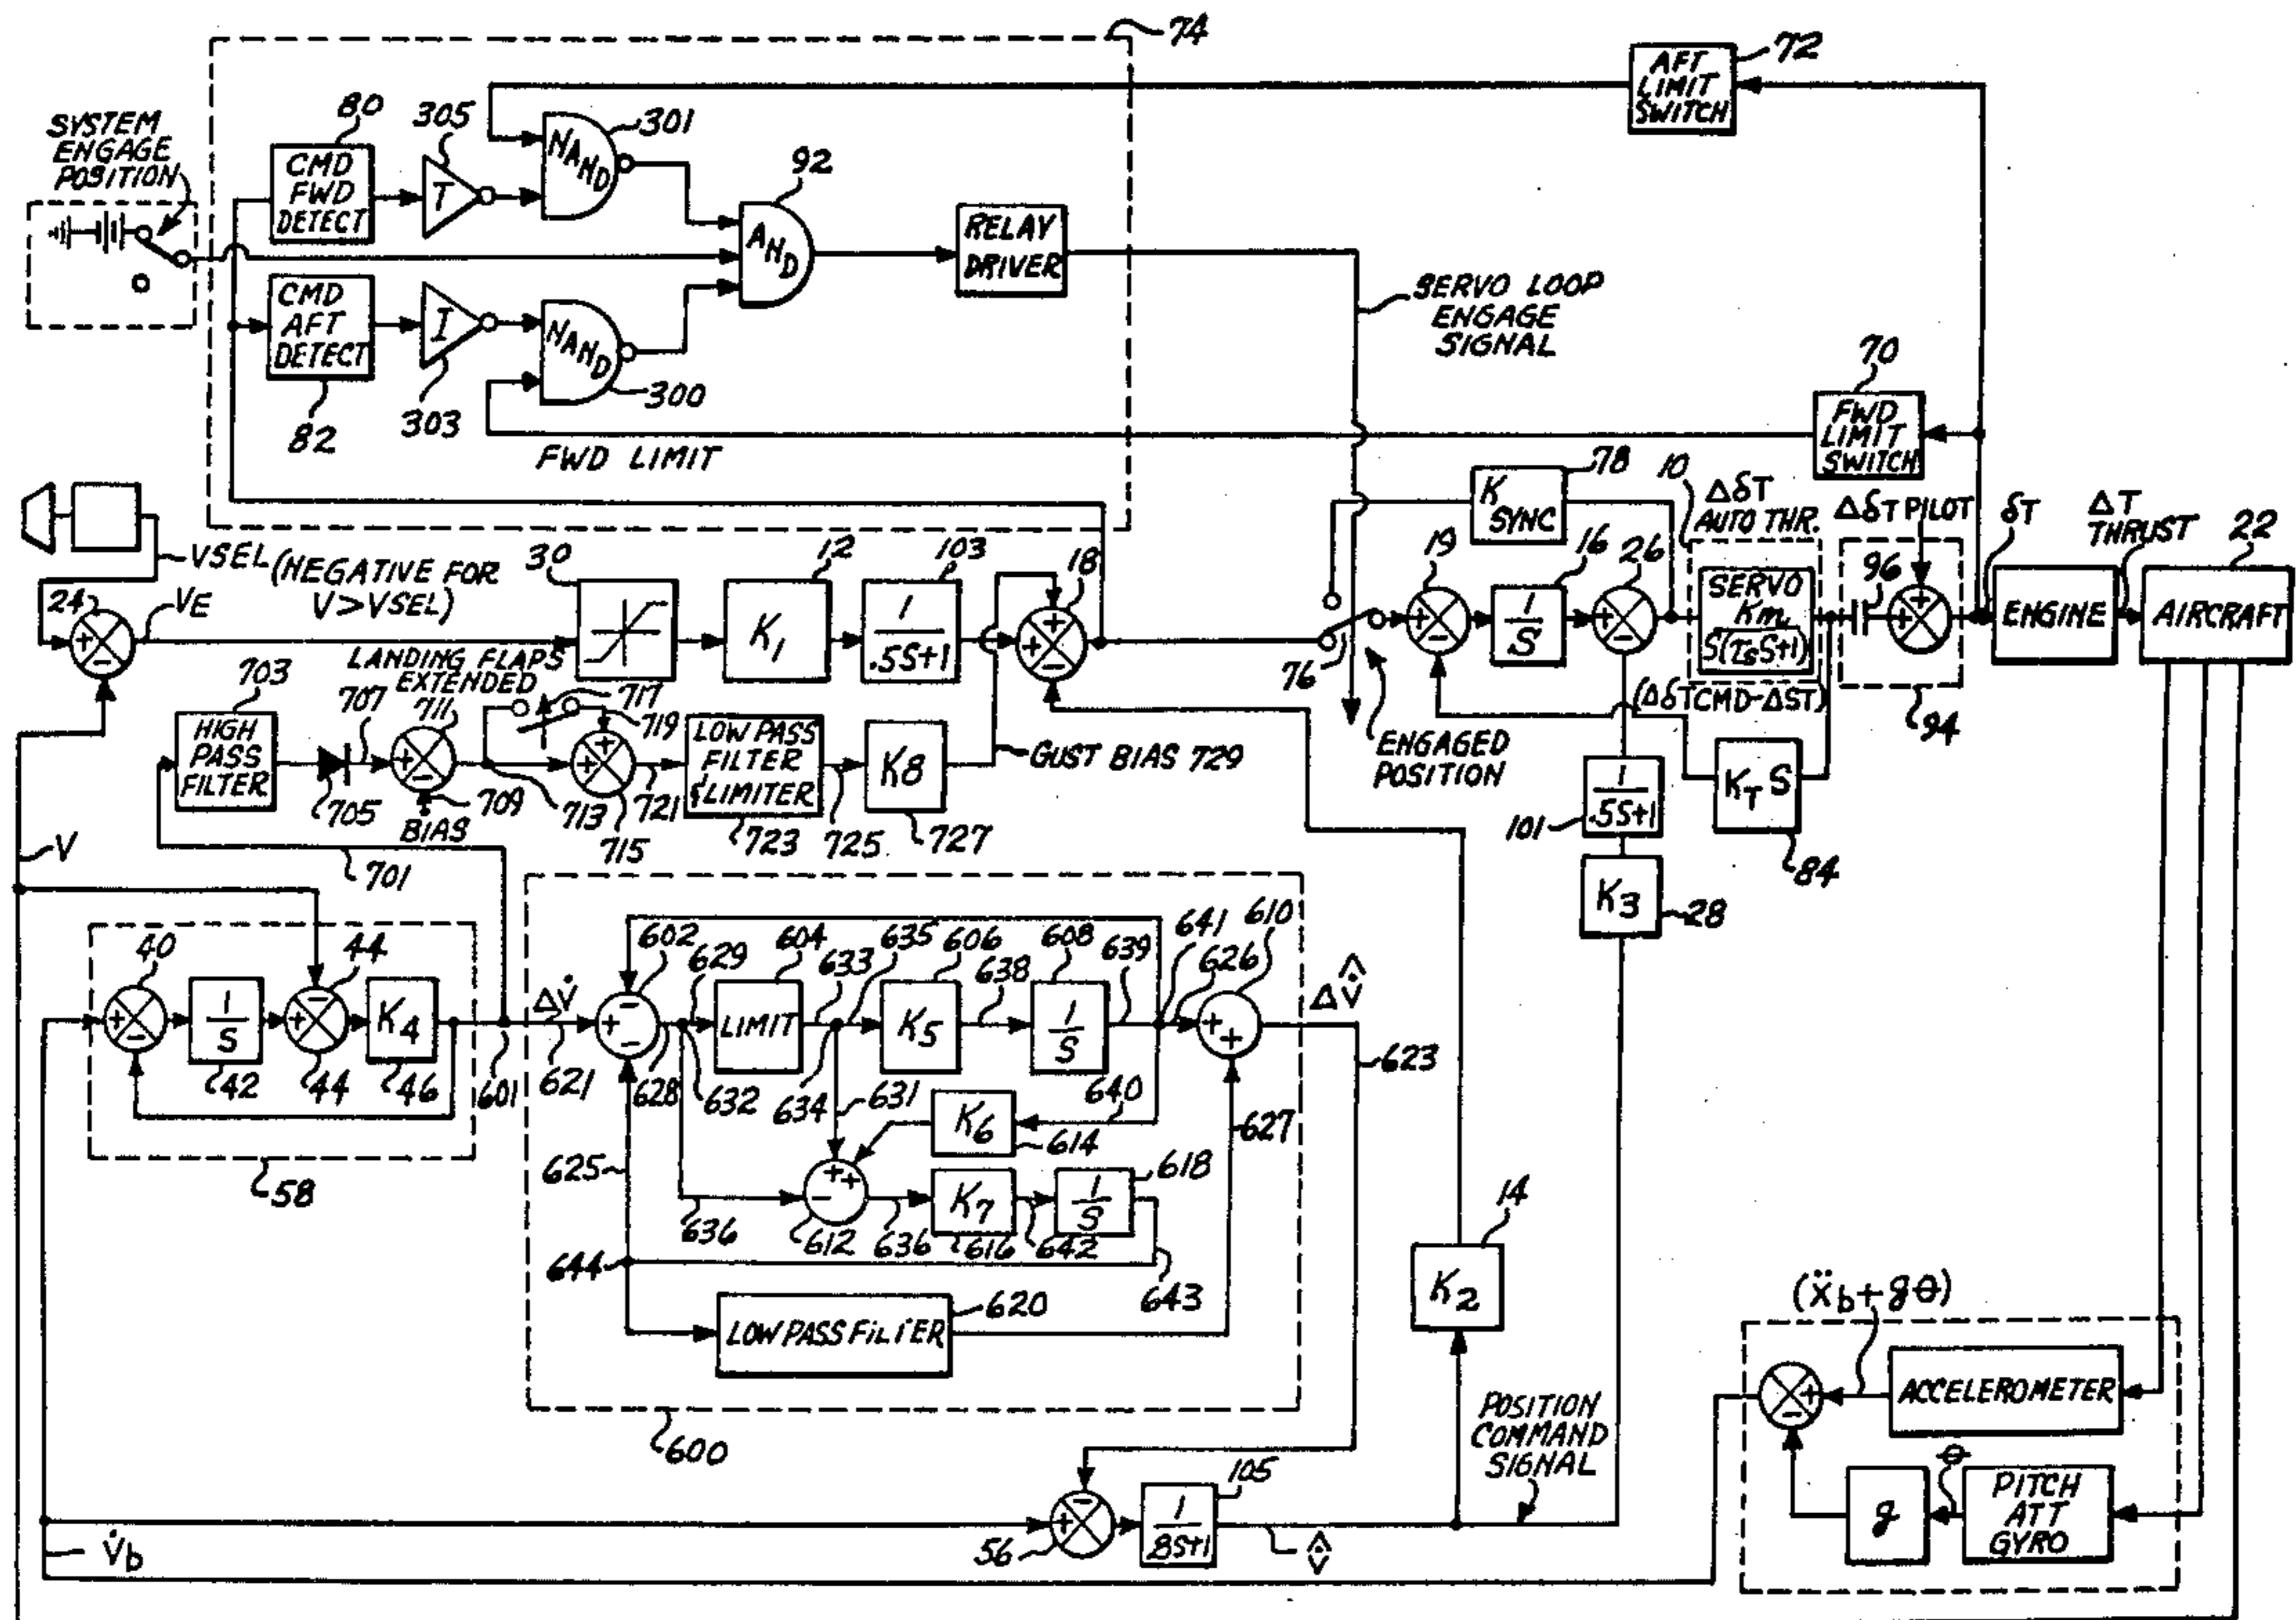 74
AFT
LIMIT
SWITCH
72
SYSTEM
ENGAGE
POSITION
80
CMD
FWD
DETECT
305
T
NAND
301
92
AND
RELAY
DRIVER
CMD
AFT
DETECT
82
I
303
NAND
300
SERVO LOOP
ENGAGE
SIGNAL
70
FWD
LIMIT
SWITCH
FWD LIMIT
VSEL
(NEGATIVE FOR
V>VSEL)
24
+
−
VE
30
12
K1
103
1
.5S+1
18
+
+
−
K
SYNC
78
76
ENGAGED
POSITION
19
+
−
16
1
S
26
+
−
10
ΔδT
AUTO THR.
SERVO
Km
S(τsS+1)
(ΔδTCMD-ΔST)
ΔδT PILOT
96
+
+
94
δT
ENGINE
ΔT
THRUST
22
AIRCRAFT
703
HIGH
PASS
FILTER
705
707
711
+
−
709
BIAS
LANDING FLAPS
EXTENDED
717
719
713
+
+
715
721
LOW PASS
FILTER
&LIMITER
723
725
K8
727
GUST BIAS 729
1
.5S+1
101
KT S
84
K3
28
V
701
40
+
−
1
S
42
44
−
+
44
K4
46
601
58
ΔV̇
621
602
−
+
−
628
629
632
604
LIMIT
633
635
634
631
606
K5
638
608
1
S
639
641
626
610
+
+
ΔV̇̂
623
640
K6
614
627
625
636
−
+
+
612
636
K7
616
642
618
1
S
643
644
620
LOW PASS FILTER
600
14
K2
POSITION
COMMAND
SIGNAL
V̇b
−
+
56
105
1
8S+1
V̇̂
(ẍb+gθ)
+
−
ACCELEROMETER
g
θ
PITCH
ATT
GYRO